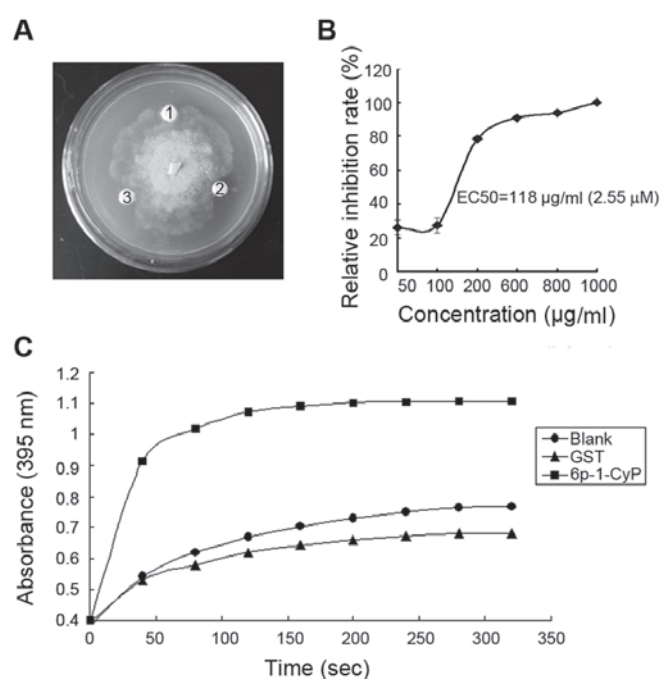 A
1
2
3
B
Relative inhibition rate (%)
120
100
80
60
40
20
0
EC50=118 µg/ml (2.55 µM)
50 100 200 600 800 1000
Concentration (µg/ml)
C
Absorbance (395 nm)
1.2
1.1
1
0.9
0.8
0.7
0.6
0.5
0.4
Blank
GST
6p-1-CyP
0 50 100 150 200 250 300 350
Time (sec)